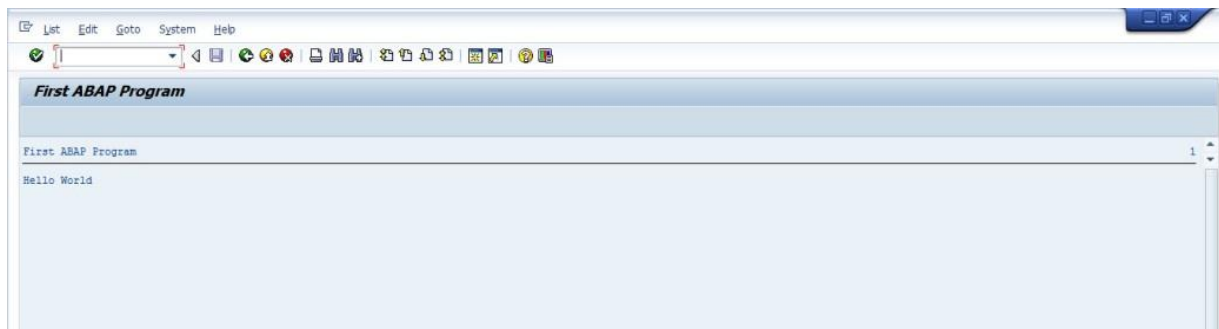 List Edit Goto System Help
First ABAP Program
First ABAP Program 1
Hello World